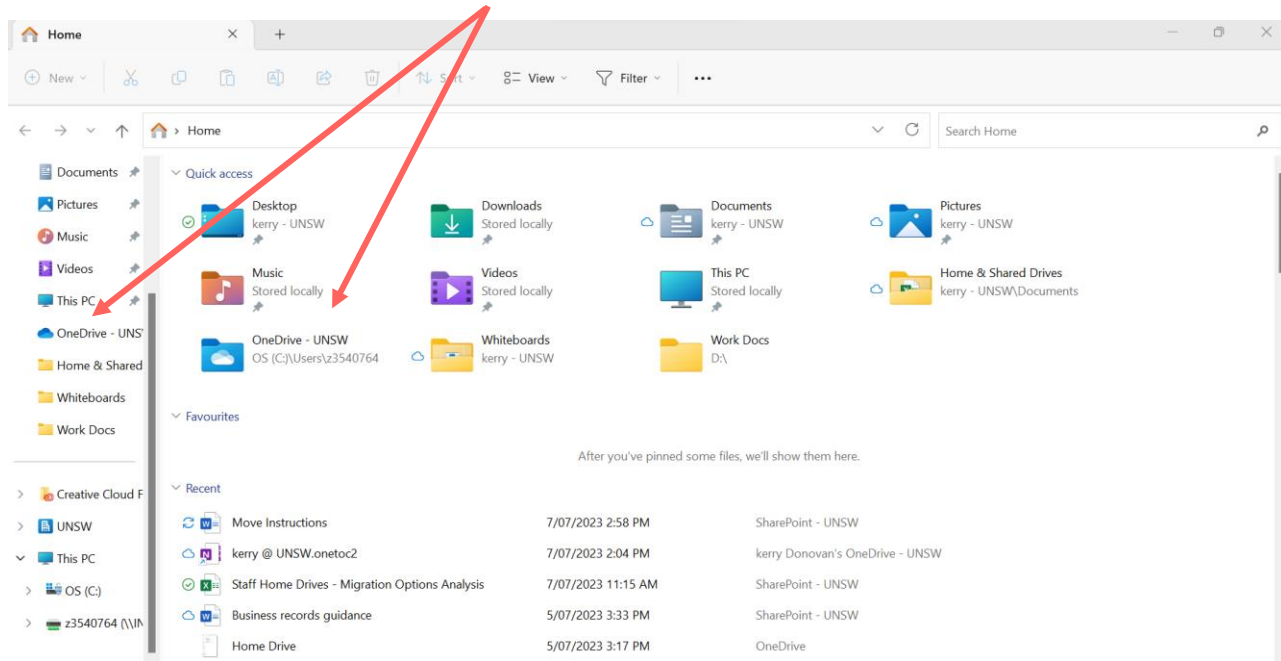 Home
New
Sort
View
Filter
Home
Search Home
Documents
Pictures
Music
Videos
This PC
OneDrive - UNS
Home & Shared
Whiteboards
Work Docs
Creative Cloud F
UNSW
This PC
OS (C:)
z3540764 (\\IN
Quick access
Desktop
kerry - UNSW
Downloads
Stored locally
Documents
kerry - UNSW
Pictures
kerry - UNSW
Music
Stored locally
Videos
Stored locally
This PC
Stored locally
Home & Shared Drives
kerry - UNSW\Documents
OneDrive - UNSW
OS (C:)\Users\z3540764
Whiteboards
kerry - UNSW
Work Docs
D:\
Favourites
After you've pinned some files, we'll show them here.
Recent
Move Instructions 7/07/2023 2:58 PM SharePoint - UNSW
kerry @ UNSW.onetoc2 7/07/2023 2:04 PM kerry Donovan's OneDrive - UNSW
Staff Home Drives - Migration Options Analysis 7/07/2023 11:15 AM SharePoint - UNSW
Business records guidance 5/07/2023 3:33 PM SharePoint - UNSW
Home Drive 5/07/2023 3:17 PM OneDrive